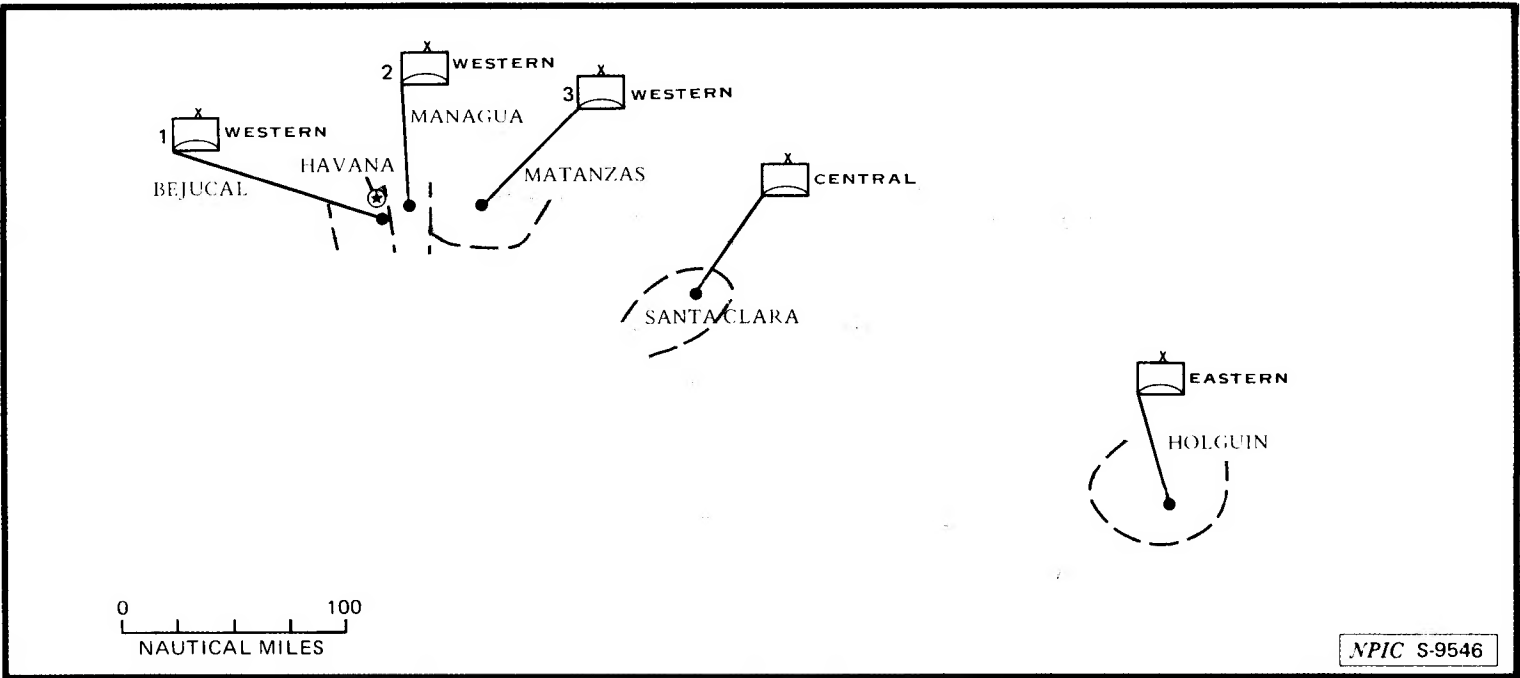 X
2 WESTERN
X
3 WESTERN
MANAGUA
X
1 WESTERN
HAVANA
BEJUCAL
MATANZAS
X
CENTRAL
SANTA CLARA
X
EASTERN
HOLGUIN
0 100
NAUTICAL MILES
NPIC S-9546